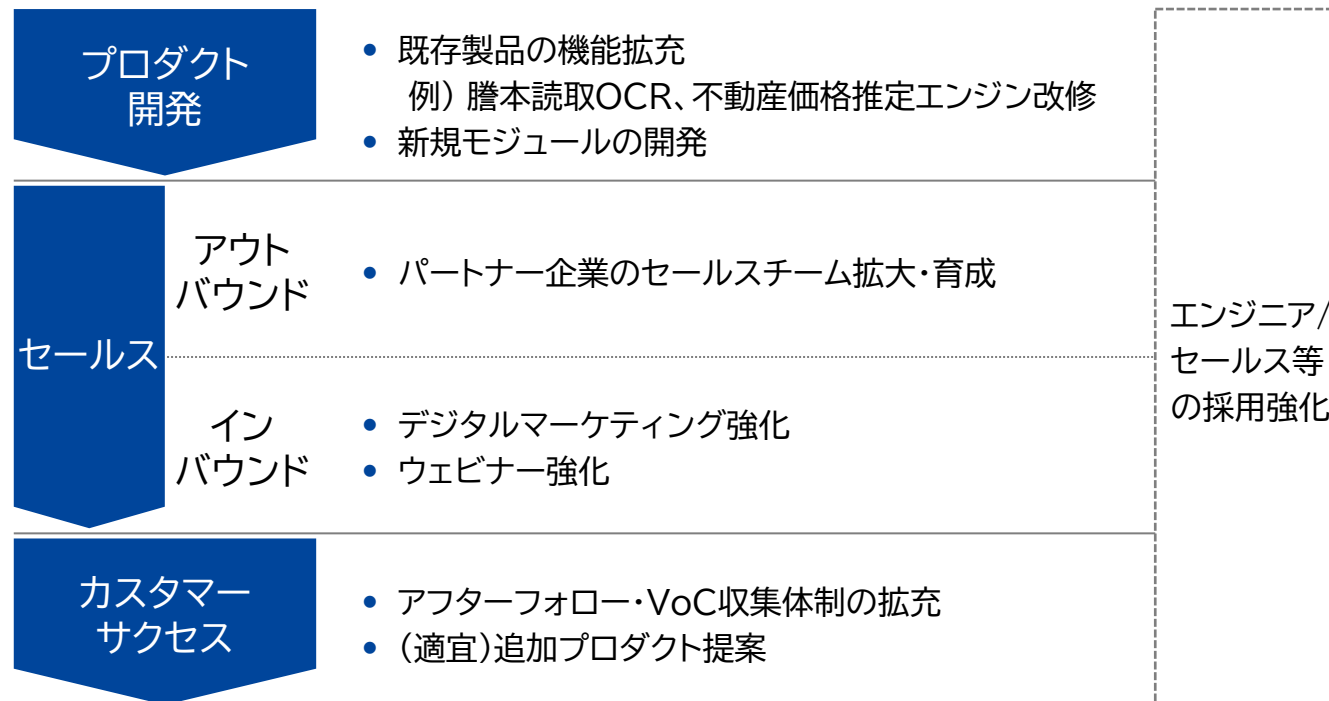 プロダクト
開発
• 既存製品の機能拡充
例） 謄本読取OCR、不動産価格推定エンジン改修
• 新規モジュールの開発
セールス
アウト
バウンド
• パートナー企業のセールスチーム拡大・育成
イン
バウンド
• デジタルマーケティング強化
• ウェビナー強化
カスタマー
サクセス
• アフターフォロー・VoC収集体制の拡充
• （適宜）追加プロダクト提案
エンジニア/
セールス等
の採用強化